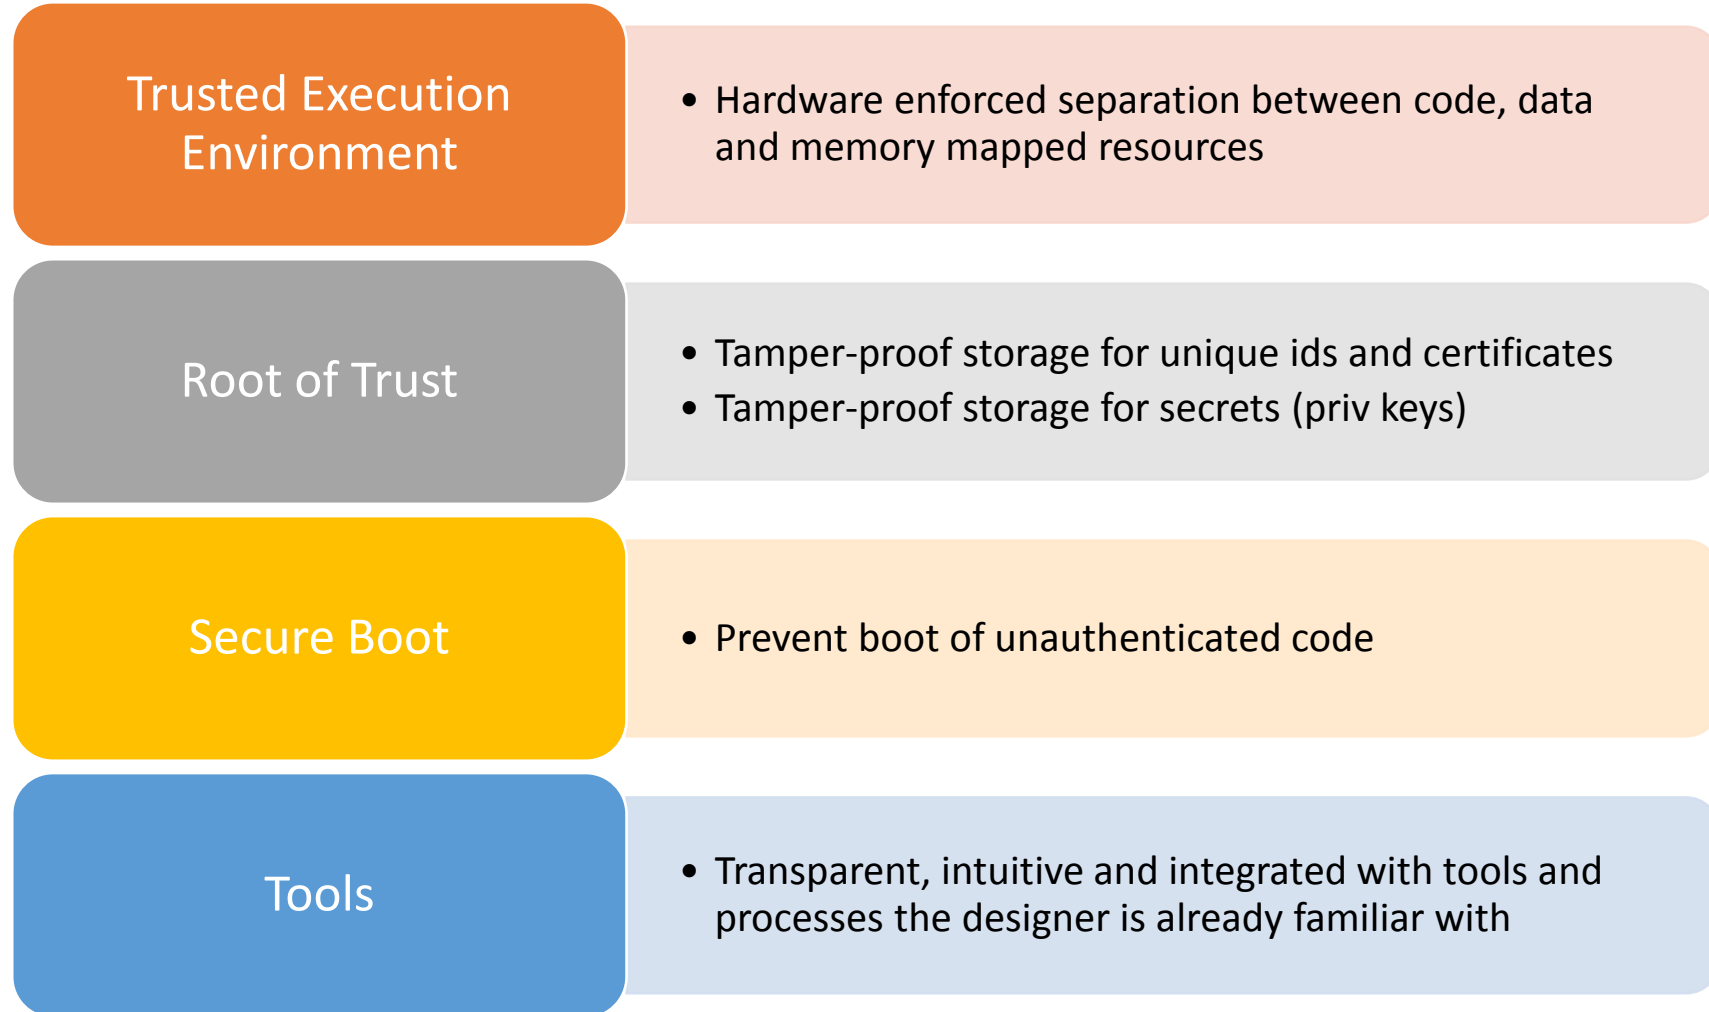 Trusted Execution
Environment
• Hardware enforced separation between code, data
and memory mapped resources
Root of Trust
• Tamper-proof storage for unique ids and certificates
• Tamper-proof storage for secrets (priv keys)
Secure Boot
• Prevent boot of unauthenticated code
Tools
• Transparent, intuitive and integrated with tools and
processes the designer is already familiar with